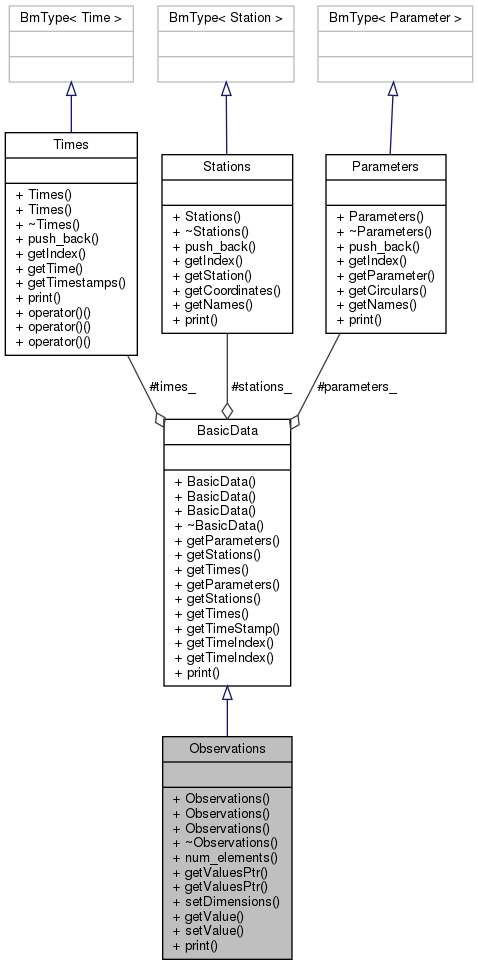 BmType< Time >
BmType< Station >
BmType< Parameter >
Times
+ Times()
+ Times()
+ ~Times()
+ push_back()
+ getIndex()
+ getTime()
+ getTimestamps()
+ print()
+ operator()()
+ operator()()
+ operator()()
Stations
+ Stations()
+ ~Stations()
+ push_back()
+ getIndex()
+ getStation()
+ getCoordinates()
+ getNames()
+ print()
Parameters
+ Parameters()
+ ~Parameters()
+ push_back()
+ getIndex()
+ getParameter()
+ getCirculars()
+ getNames()
+ print()
#times_
#stations_
#parameters_
BasicData
+ BasicData()
+ BasicData()
+ BasicData()
+ ~BasicData()
+ getParameters()
+ getStations()
+ getTimes()
+ getParameters()
+ getStations()
+ getTimes()
+ getTimeStamp()
+ getTimeIndex()
+ getTimeIndex()
+ print()
Observations
+ Observations()
+ Observations()
+ Observations()
+ ~Observations()
+ num_elements()
+ getValuesPtr()
+ getValuesPtr()
+ setDimensions()
+ getValue()
+ setValue()
+ print()